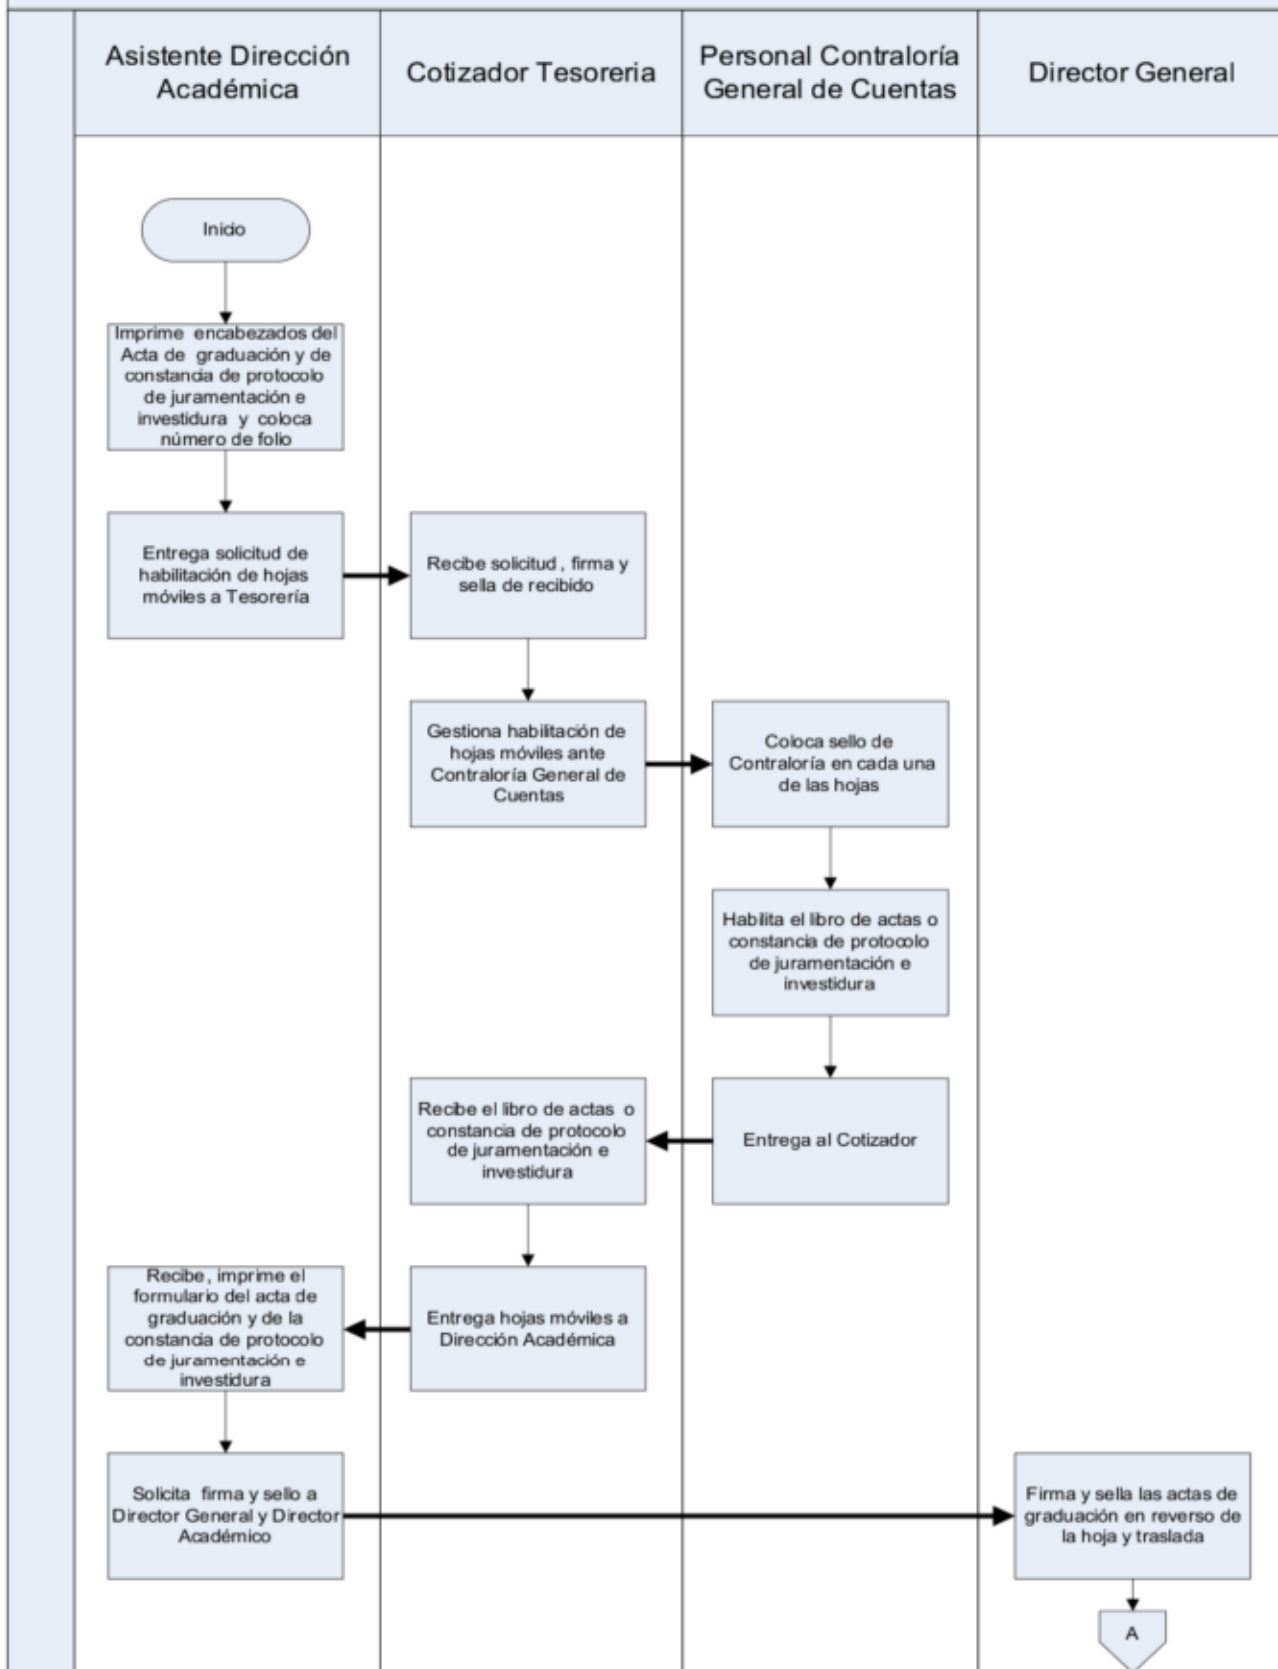 Asistente Dirección
Académica
Cotizador Tesoreria
Personal Contraloría
General de Cuentas
Director General
Inicio
Imprime encabezados del
Acta de graduación y de
constancia de protocolo
de juramentación e
investidura y coloca
número de folio
Entrega solicitud de
habilitación de hojas
móviles a Tesorería
Recibe solicitud , firma y
sella de recibido
Gestiona habilitación de
hojas móviles ante
Contraloría General de
Cuentas
Coloca sello de
Contraloría en cada una
de las hojas
Habilita el libro de actas o
constancia de protocolo
de juramentación e
investidura
Entrega al Cotizador
Recibe el libro de actas o
constancia de protocolo
de juramentación e
investidura
Entrega hojas móviles a
Dirección Académica
Recibe, imprime el
formulario del acta de
graduación y de la
constancia de protocolo
de juramentación e
investidura
Solicita firma y sello a
Director General y Director
Académico
Firma y sella las actas de
graduación en reverso de
la hoja y traslada
A